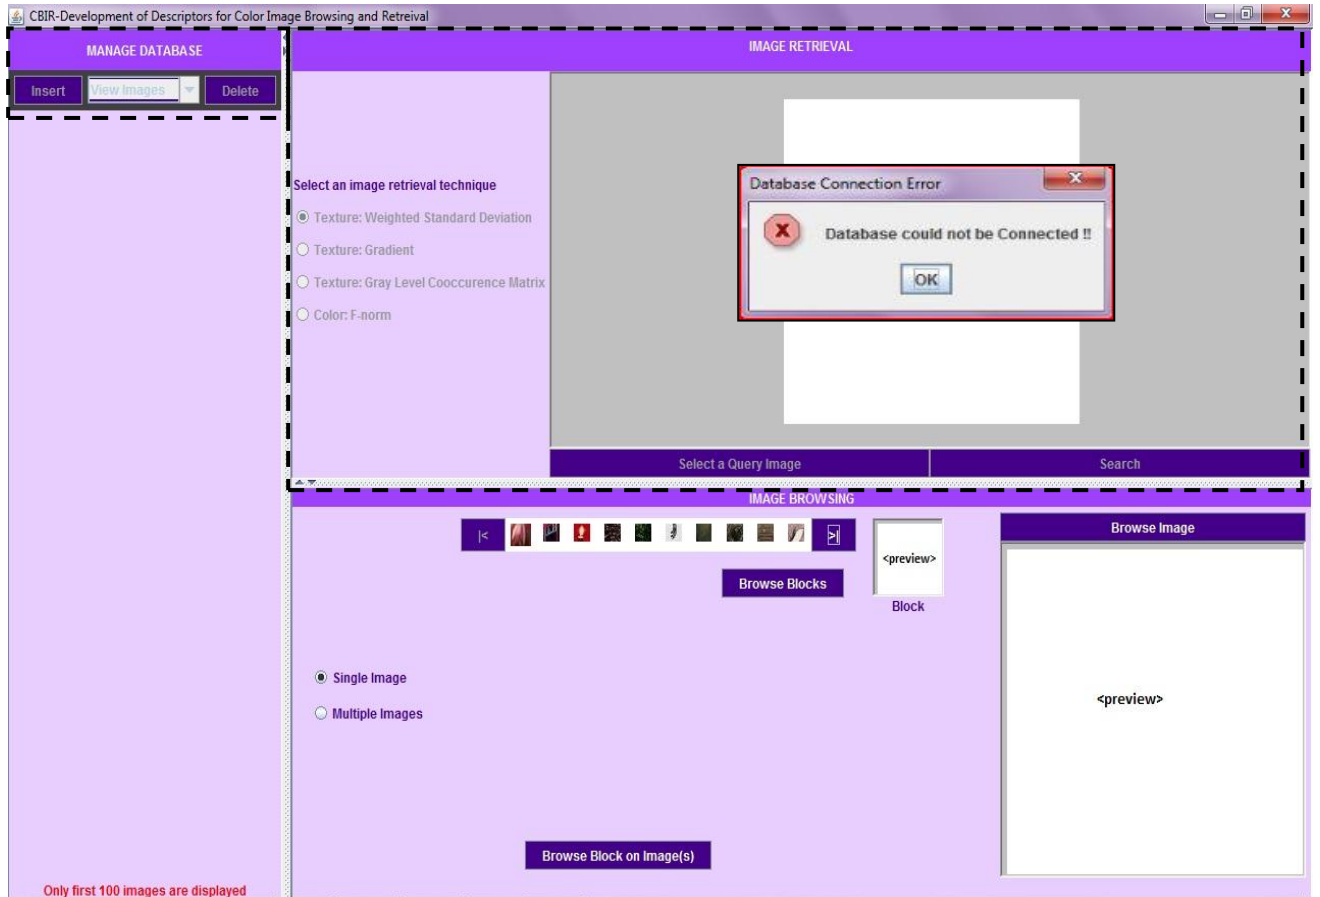 CBIR-Development of Descriptors for Color Image Browsing and Retreival
MANAGE DATABASE
Insert
View Images
Delete
Only first 100 images are displayed
IMAGE RETRIEVAL
Select an image retrieval technique
Texture: Weighted Standard Deviation
Texture: Gradient
Texture: Gray Level Cooccurence Matrix
Color: F-norm
Database Connection Error
Database could not be Connected !!
OK
Select a Query Image
Search
IMAGE BROWSING
|<
>|
<preview>
Block
Browse Blocks
Single Image
Multiple Images
Browse Block on Image(s)
Browse Image
<preview>